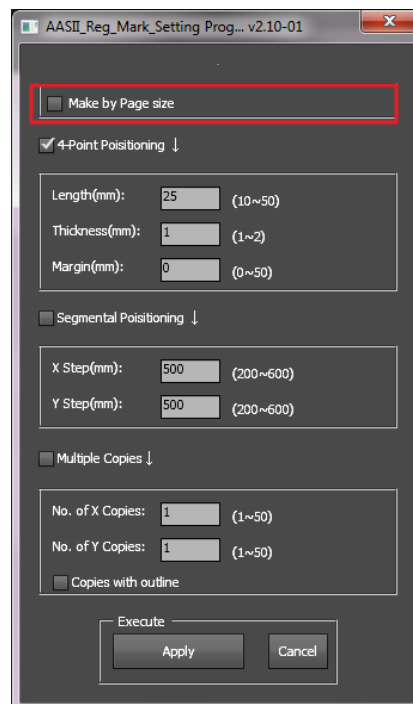 AASII_Reg_Mark_Setting Prog... v2.10-01
Make by Page size
4-Point Poisitioning ↓
Length(mm): 25 (10~50)
Thickness(mm): 1 (1~2)
Margin(mm): 0 (0~50)
Segmental Poisitioning ↓
X Step(mm): 500 (200~600)
Y Step(mm): 500 (200~600)
Multiple Copies ↓
No. of X Copies: 1 (1~50)
No. of Y Copies: 1 (1~50)
Copies with outline
Execute
Apply Cancel